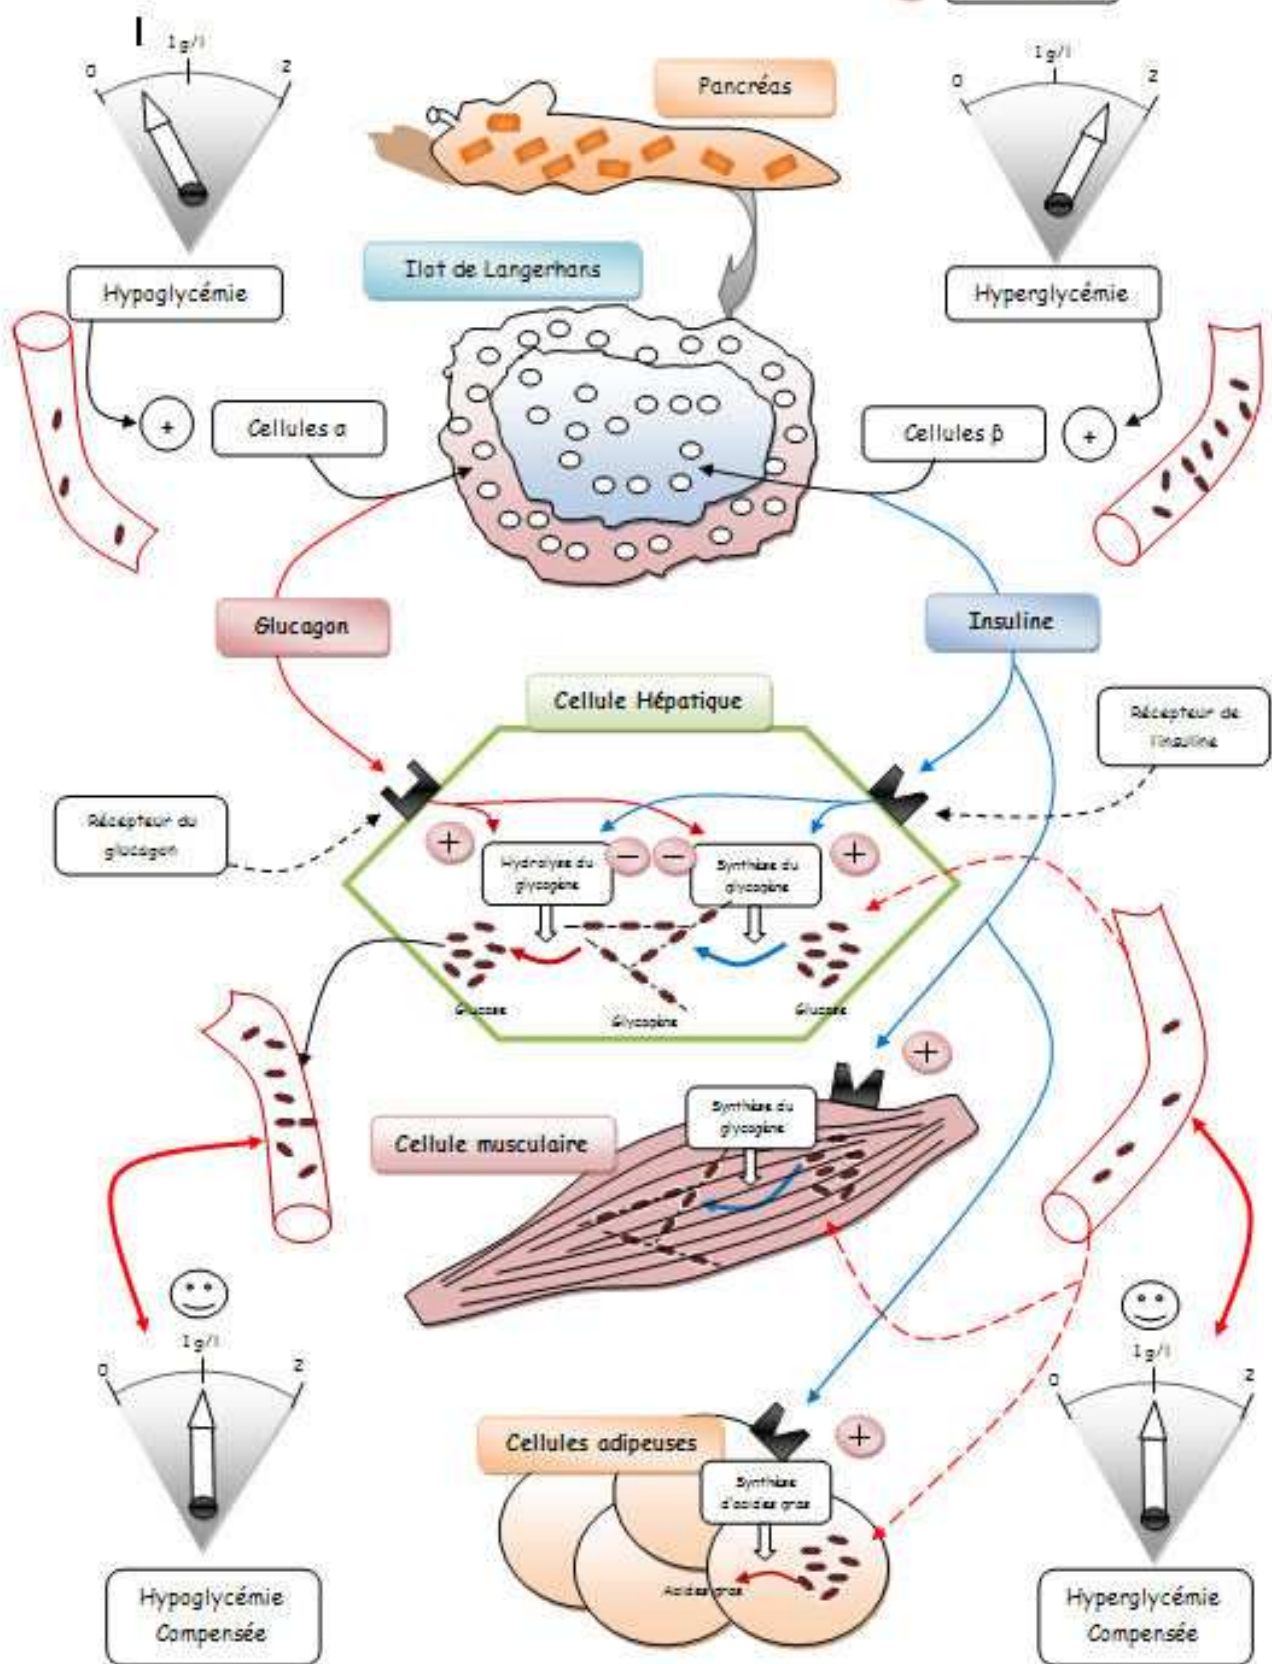 0
1 g/l
2
0
1 g/l
2
Pancréas
Ilot de Langerhans
Hypoglycémie
Hyperglycémie
+
Cellules α
Cellules β
+
Glucagon
Insuline
Cellule Hépatique
Récepteur de
l'insuline
Récepteur du
glucagon
+
Hydrolyse du
glycogène
−
−
Synthèse du
glycogène
+
Glucose
Glycogène
Glucose
+
Synthèse du
glycogène
Cellule musculaire
0
1 g/l
2
0
1 g/l
2
Cellules adipeuses
+
Synthèse
d'acides gras
Acides gras
Hypoglycémie
Compensée
Hyperglycémie
Compensée